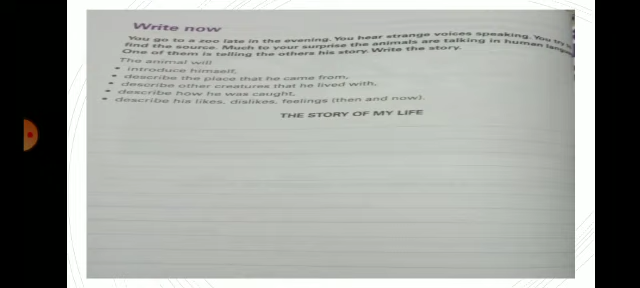 Write now
You go to a zoo late in the evening. You hear strange voices speaking. You try to
find the source. Much to your surprise the animals are talking in human
One of them is telling the others his story. Write the story.
The animal will
• introduce himself,
• describe the place that he came from,
• describe other creatures that he lived with,
• describe how he was caught,
• describe his likes, dislikes, feelings (then and now).
THE STORY OF MY LIFE